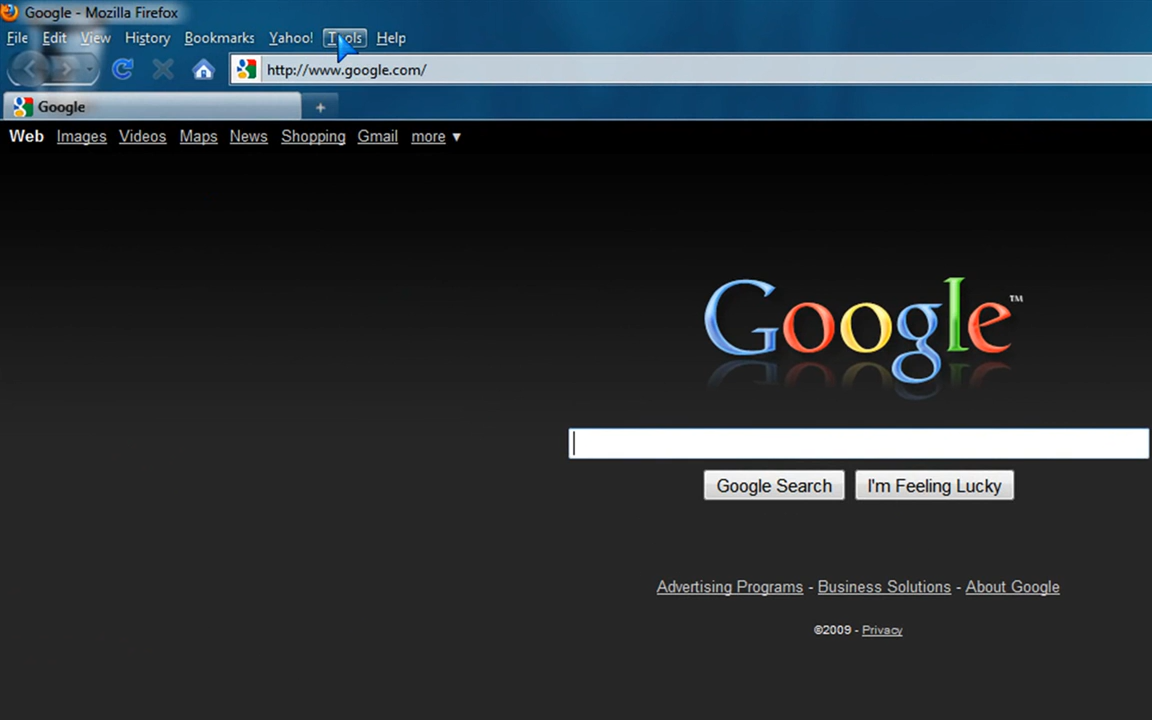 Google - Mozilla Firefox
File Edit View History Bookmarks Yahoo! Tools Help
http://www.google.com/
Google +
Web Images Videos Maps News Shopping Gmail more ▼
Google™
Google Search I'm Feeling Lucky
Advertising Programs - Business Solutions - About Google
©2009 - Privacy